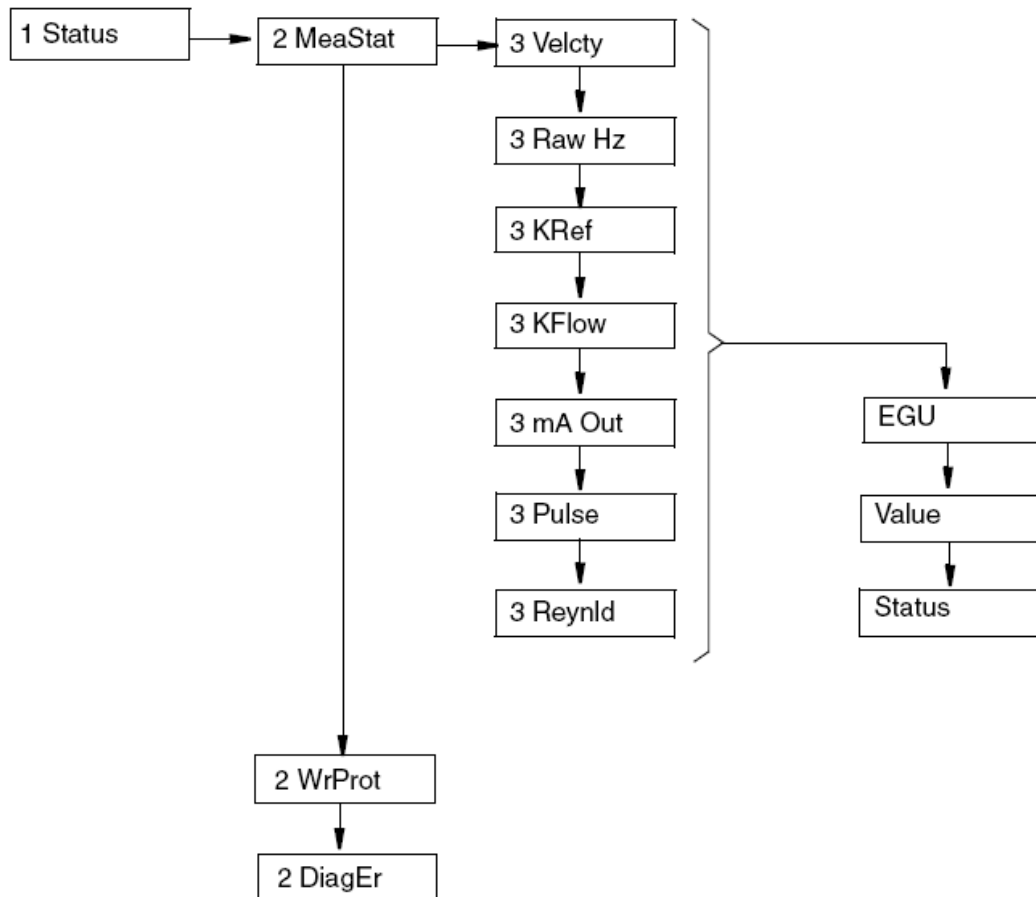 1 Status
2 MeaStat
3 Velcty
3 Raw Hz
3 KRef
3 KFlow
3 mA Out
3 Pulse
3 Reynld
EGU
Value
Status
2 WrProt
2 DiagEr